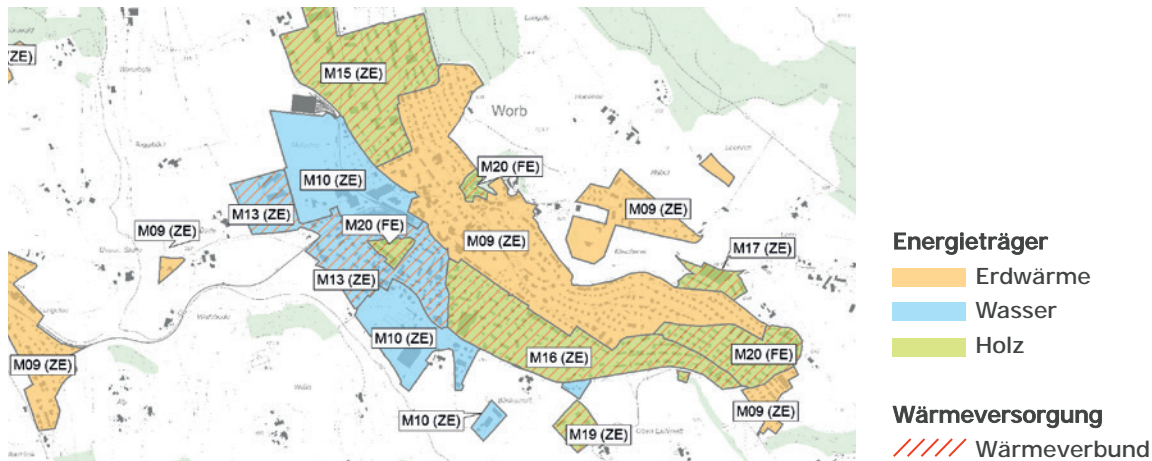 ZE)
M15 (ZE)
Worb
M20 (FE)
M10 (ZE)
M13 (ZE)
M20 (FE)
M09 (ZE)
M09 (ZE)
M09 (ZE)
M17 (ZE)
M13 (ZE)
M10 (ZE)
M09 (ZE)
M16 (ZE)
M20 (FE)
M10 (ZE)
M19 (ZE)
M09 (ZE)
Energieträger
Erdwärme
Wasser
Holz
Wärmeversorgung
Wärmeverbund